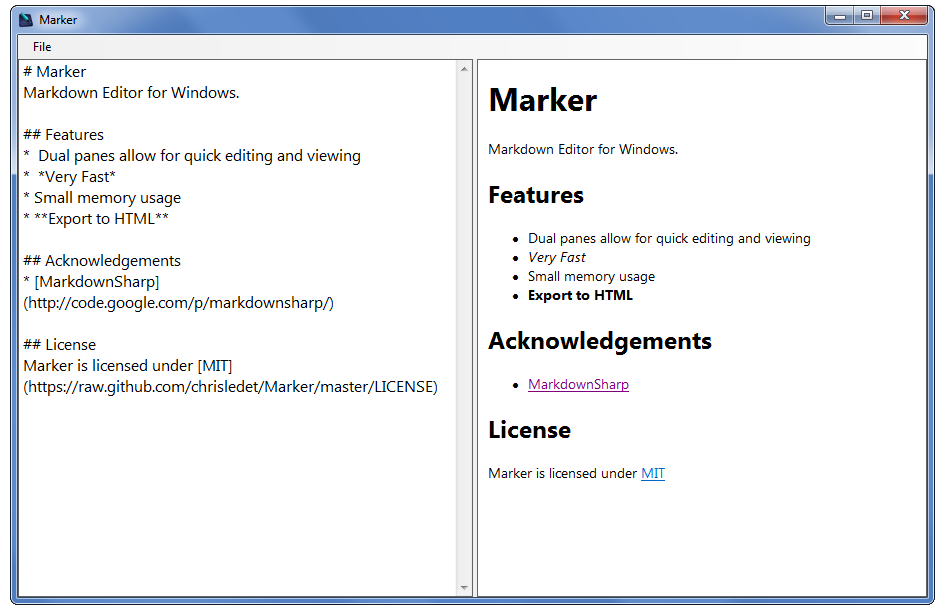 Marker
File
# Marker
Markdown Editor for Windows.
## Features
*  Dual panes allow for quick editing and viewing
*  *Very Fast*
* Small memory usage
* **Export to HTML**
## Acknowledgements
* [MarkdownSharp]
(http://code.google.com/p/markdownsharp/)
## License
Marker is licensed under [MIT]
(https://raw.github.com/chrisledet/Marker/master/LICENSE)
Marker
Markdown Editor for Windows.
Features
• Dual panes allow for quick editing and viewing
• Very Fast
• Small memory usage
• Export to HTML
Acknowledgements
• MarkdownSharp
License
Marker is licensed under MIT